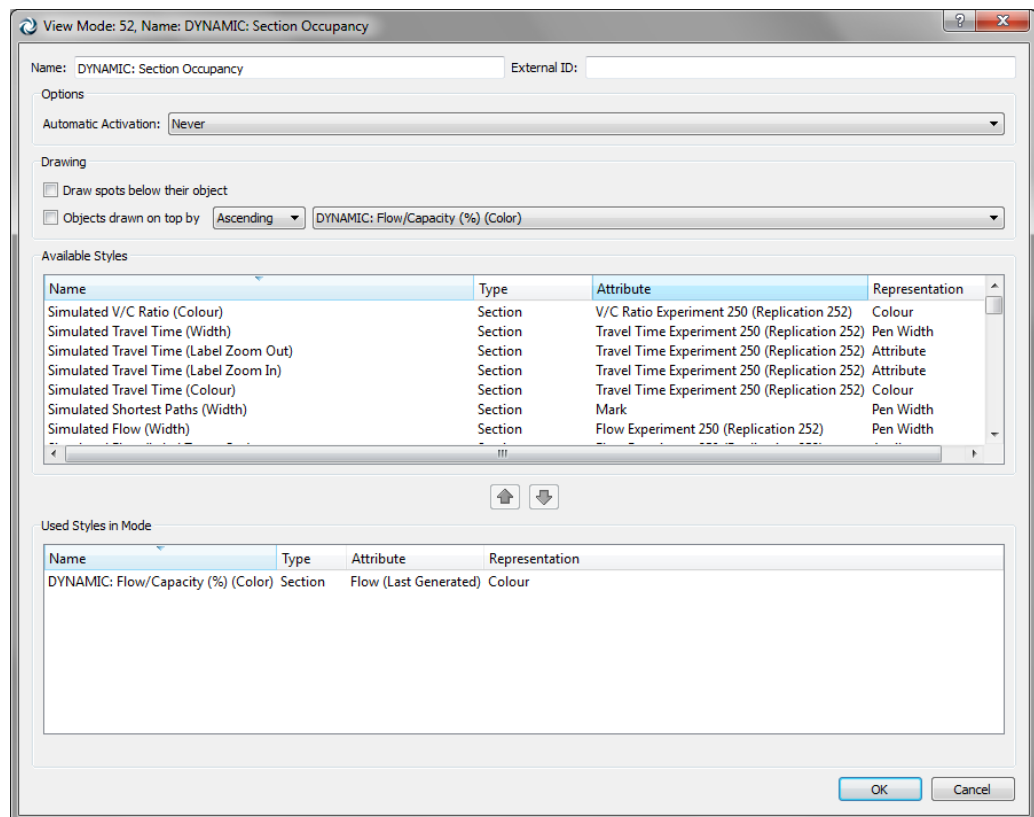 View Mode: 52, Name: DYNAMIC: Section Occupancy
Name: DYNAMIC: Section Occupancy External ID:
Options
Automatic Activation: Never
Drawing
Draw spots below their object
Objects drawn on top by Ascending DYNAMIC: Flow/Capacity (%) (Color)
Available Styles
Name Type Attribute Representation
Simulated V/C Ratio (Colour) Section V/C Ratio Experiment 250 (Replication 252) Colour
Simulated Travel Time (Width) Section Travel Time Experiment 250 (Replication 252) Pen Width
Simulated Travel Time (Label Zoom Out) Section Travel Time Experiment 250 (Replication 252) Attribute
Simulated Travel Time (Label Zoom In) Section Travel Time Experiment 250 (Replication 252) Attribute
Simulated Travel Time (Colour) Section Travel Time Experiment 250 (Replication 252) Colour
Simulated Shortest Paths (Width) Section Mark Pen Width
Simulated Flow (Width) Section Flow Experiment 250 (Replication 252) Pen Width
Used Styles in Mode
Name Type Attribute Representation
DYNAMIC: Flow/Capacity (%) (Color) Section Flow (Last Generated) Colour
OK Cancel